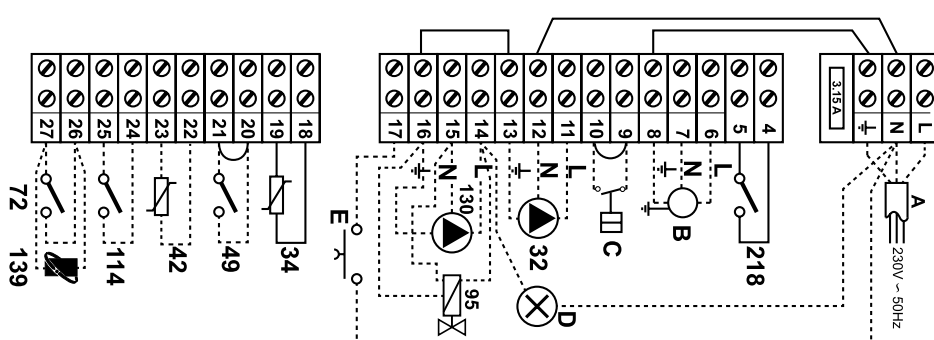 27 26 25 24 23 22 21 20 19 18
17 16 15 14 13 12 11 10 9 8 7 6 5 4
3.15 A
N L
N L
N L
N L
72
139
114
42
49
34
E
130
95
32
D
C
B
218
A
230V ~ 50Hz